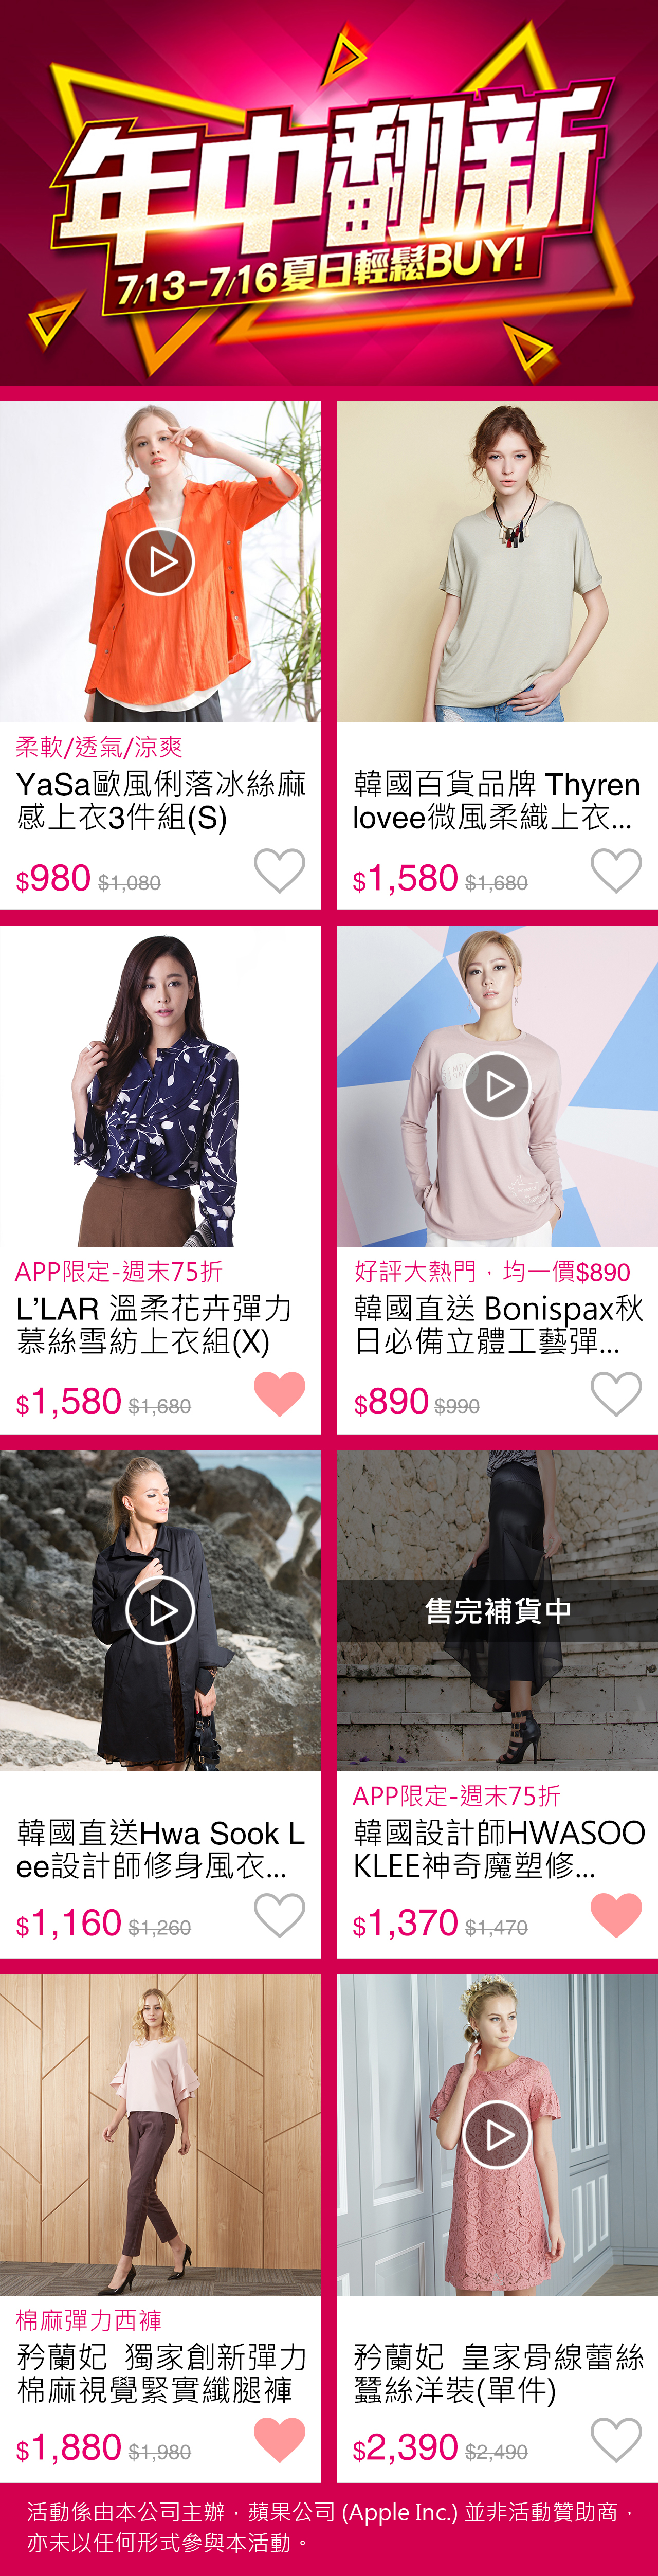 年中翻新
7/13-7/16夏日輕鬆BUY!
柔軟/透氣/涼爽
YaSa歐風俐落冰絲麻
感上衣3件組(S)
$980 $1,080
韓國百貨品牌 Thyren
lovee微風柔織上衣...
$1,580 $1,680
APP限定-週末75折
L'LAR 溫柔花卉彈力
慕絲雪紡上衣組(X)
$1,580 $1,680
好評大熱門，均一價$890
韓國直送 Bonispax秋
日必備立體工藝彈...
$890 $990
韓國直送Hwa Sook L
ee設計師修身風衣...
$1,160 $1,260
售完補貨中
APP限定-週末75折
韓國設計師HWASOO
KLEE神奇魔塑修...
$1,370 $1,470
棉麻彈力西褲
矜蘭妃 獨家創新彈力
棉麻視覺緊實纖腿褲
$1,880 $1,980
矜蘭妃 皇家骨線蕾絲
蠶絲洋裝(單件)
$2,390 $2,490
活動係由本公司主辦，蘋果公司 (Apple Inc.) 並非活動贊助商，
亦未以任何形式參與本活動。